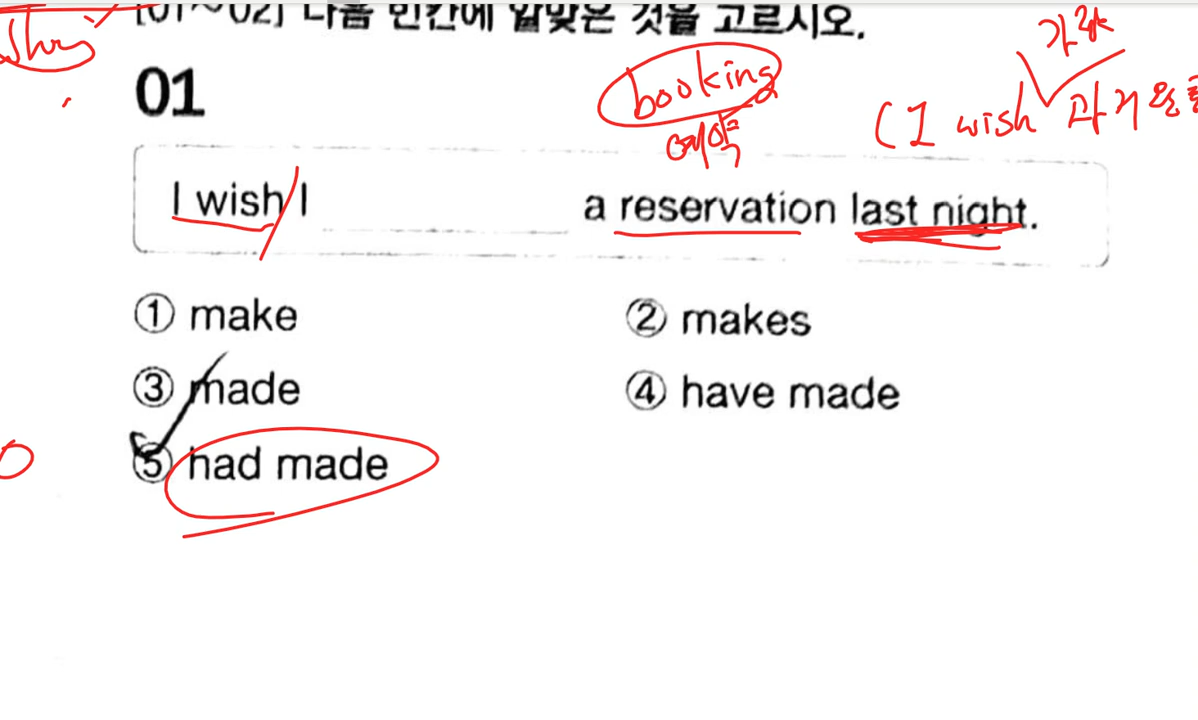 [01~02] 다음 빈칸에 알맞은 것을 고르시오.
가정
01
booking
예약
(I wish 과거완료
I wish I a reservation last night.
① make ② makes
③ made ④ have made
⑤ had made